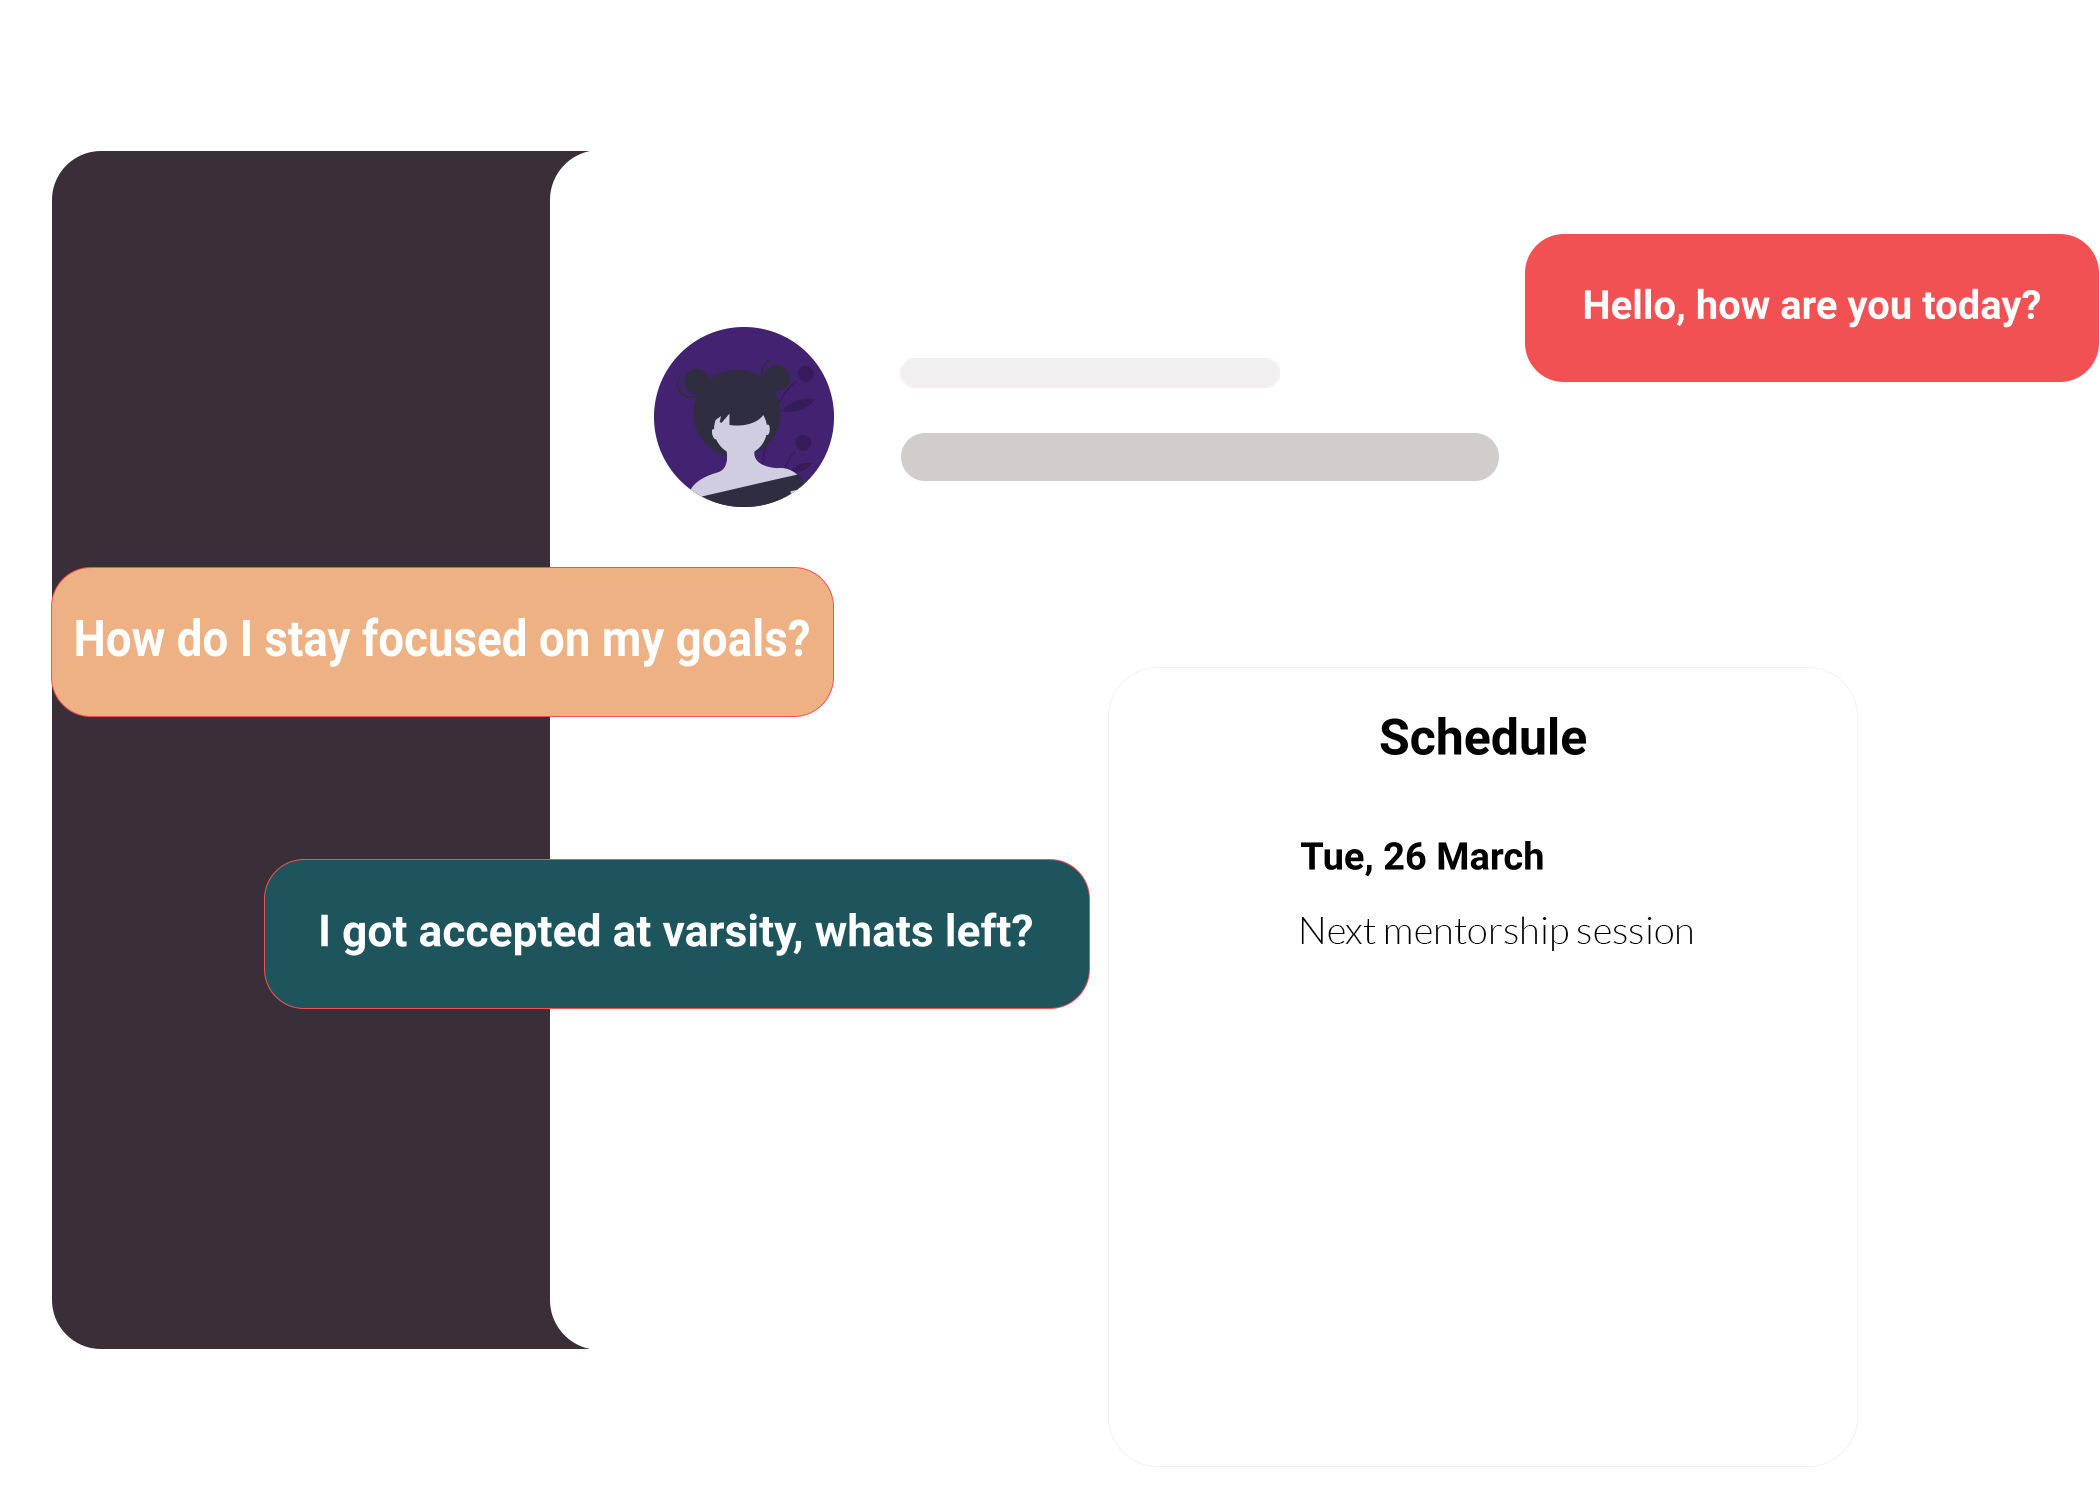 Hello, how are you today?
How do I stay focused on my goals?
Schedule
Tue, 26 March
I got accepted at varsity, whats left?
Next mentorship session